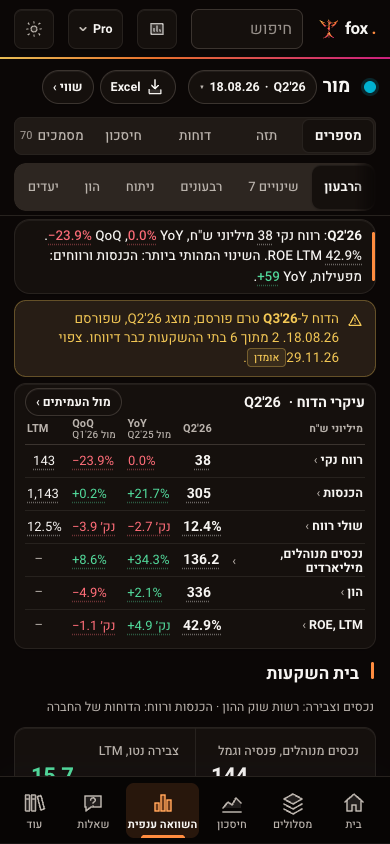 fox.
חיפוש
Pro
מור
18.08.26 · Q2'26
Excel
שווי ›
מספרים
תזה
דוחות
חיסכון
מסמכים 70
הרבעון
שינויים 7
רבעונים
ניתוח
הון
יעדים
Q2'26: רווח נקי 38 מיליוני ש"ח, YoY 0.0%, QoQ −23.9%.
ROE LTM 42.9%. השינוי המהותי ביותר: הכנסות ורווחים:
מפעילות, YoY +59.
הדוח ל-Q3'26 טרם פורסם; מוצג Q2'26, שפורסם
18.08.26. 2 מתוך 6 בתי ההשקעות כבר דיווחו. צפוי
29.11.26 אומדן.
עיקרי הדוח · Q2'26
מול העמיתים ›
מיליוני ש"ח Q2'26 YoY QoQ LTM
מול Q2'25 מול Q1'26
רווח נקי › 38 0.0% −23.9% 143
הכנסות › 305 +21.7% +0.2% 1,143
שולי רווח › 12.4% −2.7 נק' −3.9 נק' 12.5%
נכסים מנוהלים, מיליארדים › 136.2 +34.3% +8.6% –
הון › 336 +2.1% −4.9% –
ROE, LTM › 42.9% +4.9 נק' −1.1 נק' –
בית השקעות
נכסים וצבירה: רשות שוק ההון · הכנסות ורווח: הדוחות של החברה
נכסים מנוהלים, פנסיה וגמל
צבירה נטו, LTM
144
15.7
בית
מסלולים
חיסכון
השוואה ענפית
שאלות
עוד